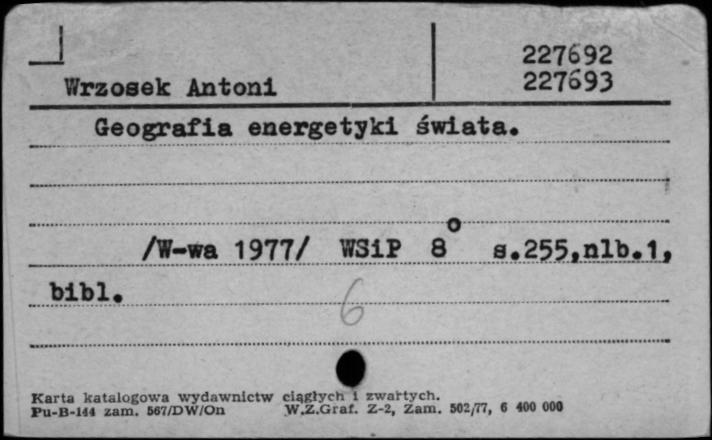 227692
Wrzosek Antoni 227693
Geografia energetyki świata.
/W-wa 1977/ WSiP 8o s.255,nlb.1,
bibl.
6
Karta katalogowa wydawnictw ciągłych i zwartych.
Pu-B-144 zam. 567/DW/On W.Z.Graf. Z-2, Zam. 502/77, 6 400 000